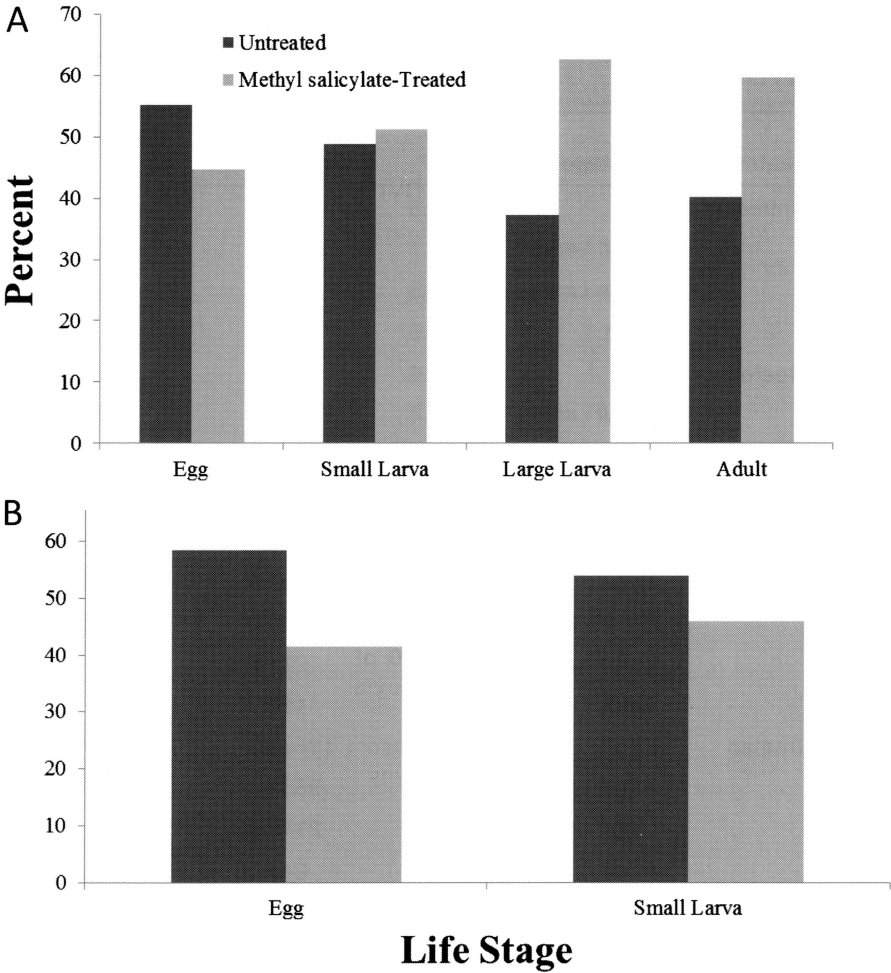 A
70
60
50
40
30
20
10
0
Percent
Untreated
Methyl salicylate-Treated
Egg
Small Larva
Large Larva
Adult
B
60
50
40
30
20
10
0
Egg
Small Larva
Life Stage